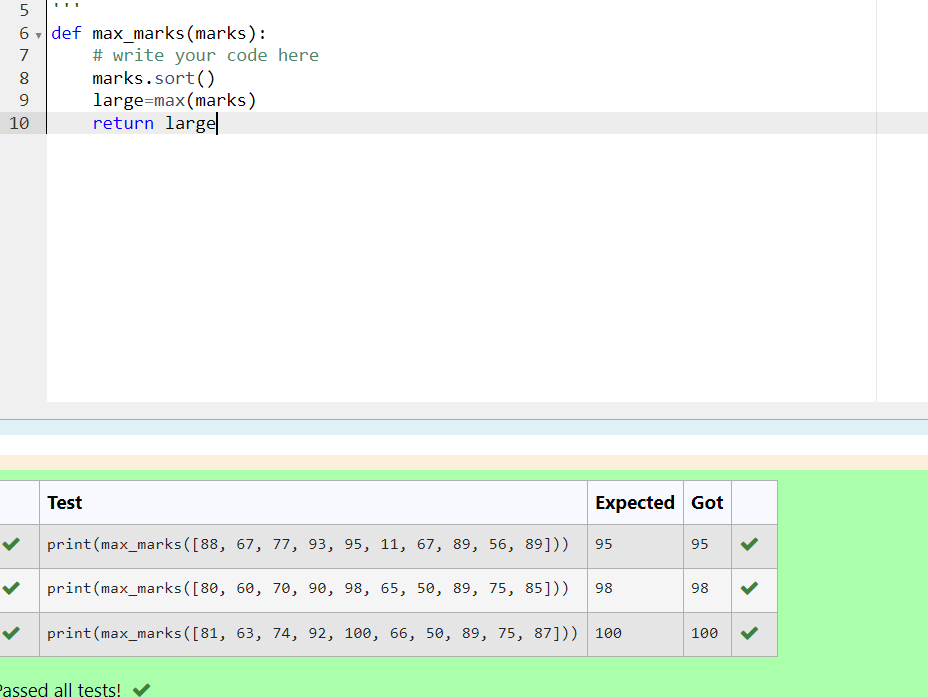 5 '''
6 def max_marks(marks):
7 # write your code here
8 marks.sort()
9 large=max(marks)
10 return large
Test Expected Got
print(max_marks([88, 67, 77, 93, 95, 11, 67, 89, 56, 89])) 95 95
print(max_marks([80, 60, 70, 90, 98, 65, 50, 89, 75, 85])) 98 98
print(max_marks([81, 63, 74, 92, 100, 66, 50, 89, 75, 87])) 100 100
Passed all tests!